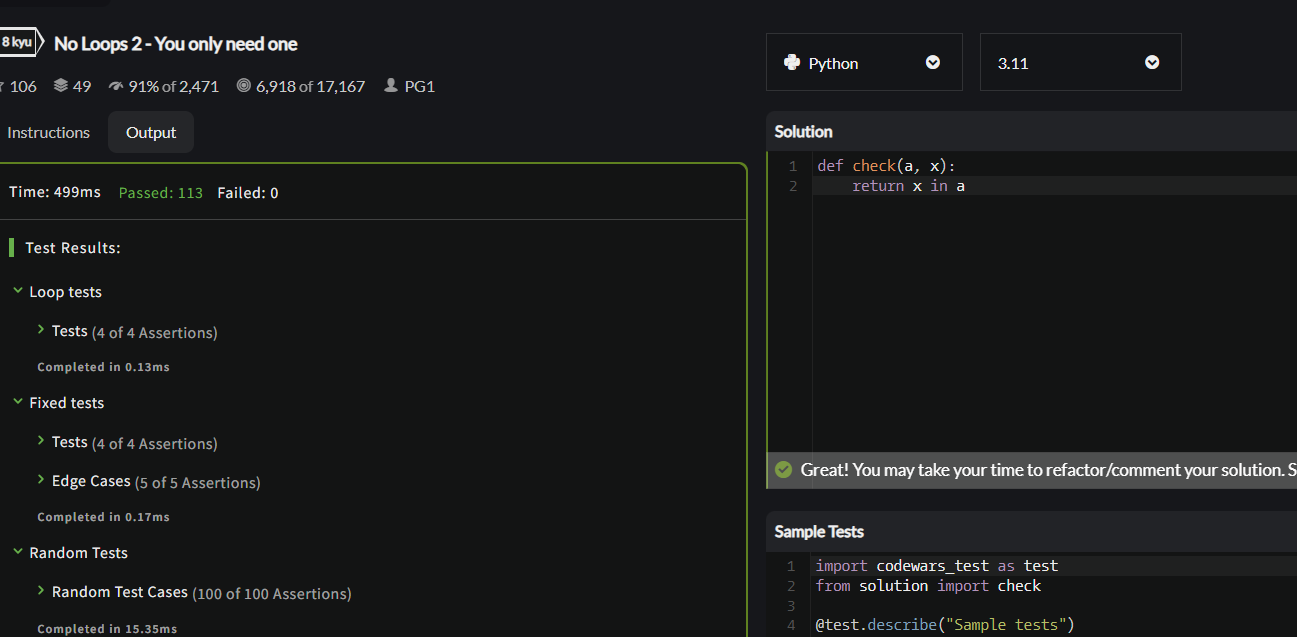 8 kyu No Loops 2 - You only need one
106 49 91% of 2,471 6,918 of 17,167 PG1
Instructions Output
Time: 499ms Passed: 113 Failed: 0
Test Results:
Loop tests
Tests (4 of 4 Assertions)
Completed in 0.13ms
Fixed tests
Tests (4 of 4 Assertions)
Edge Cases (5 of 5 Assertions)
Completed in 0.17ms
Random Tests
Random Test Cases (100 of 100 Assertions)
Completed in 15.35ms
Python 3.11
Solution
1 def check(a, x):
2 return x in a
Great! You may take your time to refactor/comment your solution. S
Sample Tests
1 import codewars_test as test
2 from solution import check
3
4 @test.describe("Sample tests")